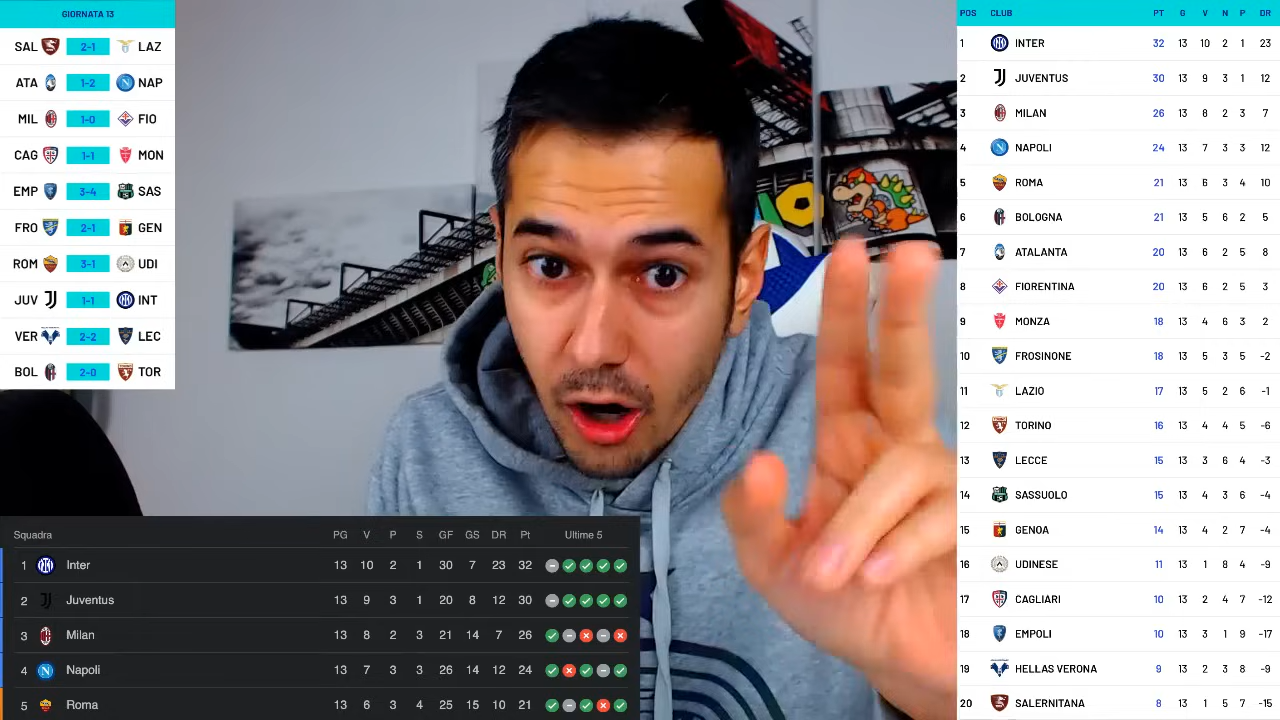 GIORNATA 13
SAL 2-1 LAZ
ATA 1-2 NAP
MIL 1-0 FIO
CAG 1-1 MON
EMP 3-4 SAS
FRO 2-1 GEN
ROM 3-1 UDI
JUV 1-1 INT
VER 2-2 LEC
BOL 2-0 TOR
Squadra PG V P S GF GS DR Pt Ultime 5
1 Inter 13 10 2 1 30 7 23 32
2 Juventus 13 9 3 1 20 8 12 30
3 Milan 13 8 2 3 21 14 7 26
4 Napoli 13 7 3 3 26 14 12 24
5 Roma 13 6 3 4 25 15 10 21
POS CLUB PT G V N P DR
1 INTER 32 13 10 2 1 23
2 JUVENTUS 30 13 9 3 1 12
3 MILAN 26 13 8 2 3 7
4 NAPOLI 24 13 7 3 3 12
5 ROMA 21 13 6 3 4 10
6 BOLOGNA 21 13 5 6 2 5
7 ATALANTA 20 13 6 2 5 8
8 FIORENTINA 20 13 6 2 5 3
9 MONZA 18 13 4 6 3 2
10 FROSINONE 18 13 5 3 5 -2
11 LAZIO 17 13 5 2 6 -1
12 TORINO 16 13 4 4 5 -6
13 LECCE 15 13 3 6 4 -3
14 SASSUOLO 15 13 4 3 6 -4
15 GENOA 14 13 4 2 7 -4
16 UDINESE 11 13 1 8 4 -9
17 CAGLIARI 10 13 2 4 7 -12
18 EMPOLI 10 13 3 1 9 -17
19 HELLAS VERONA 9 13 2 3 8 -9
20 SALERNITANA 8 13 1 5 7 -15